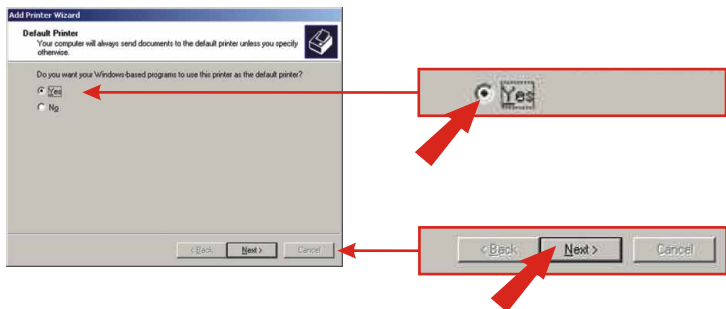 Add Printer Wizard
Default Printer
Your computer will always send documents to the default printer unless you specify
otherwise.
Do you want your Windows-based programs to use this printer as the default printer?
Yes
No
< Back Next > Cancel
Yes
< Back Next > Cancel